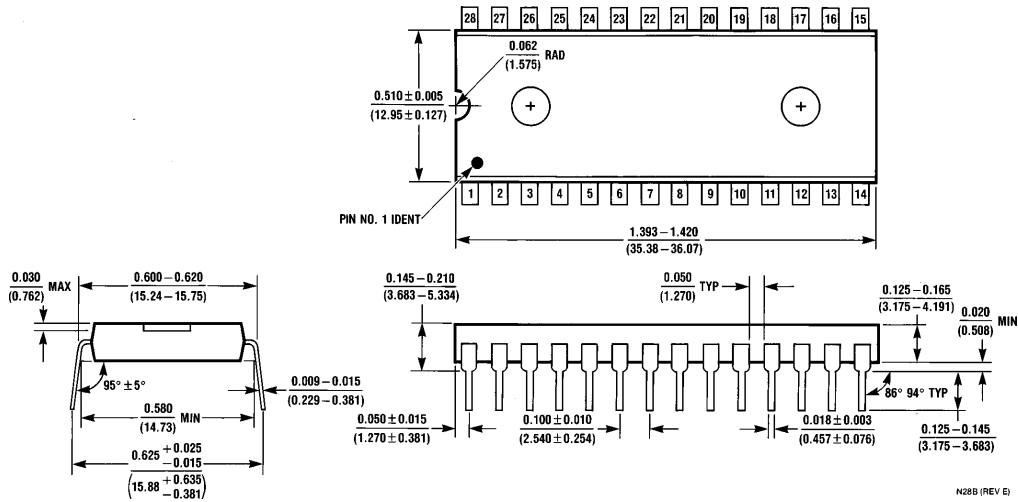 28 27 26 25 24 23 22 21 20 19 18 17 16 15
0.062
(1.575) RAD
0.510 ± 0.005
(12.95 ± 0.127)
PIN NO. 1 IDENT
1 2 3 4 5 6 7 8 9 10 11 12 13 14
1.393 – 1.420
(35.38 – 36.07)
0.030
(0.762) MAX
0.600 – 0.620
(15.24 – 15.75)
95° ± 5°
0.009 – 0.015
(0.229 – 0.381)
0.580
(14.73) MIN
0.625 + 0.025
– 0.015
(15.88 + 0.635
– 0.381)
0.145 – 0.210
(3.683 – 5.334)
0.050
(1.270) TYP
0.125 – 0.165
(3.175 – 4.191)
0.020
(0.508) MIN
86° 94° TYP
0.050 ± 0.015
(1.270 ± 0.381)
0.100 ± 0.010
(2.540 ± 0.254)
0.018 ± 0.003
(0.457 ± 0.076)
0.125 – 0.145
(3.175 – 3.683)
N28B (REV E)